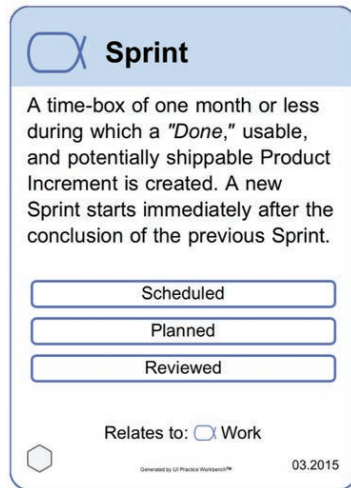 Sprint
A time-box of one month or less
during which a "Done," usable,
and potentially shippable Product
Increment is created. A new
Sprint starts immediately after the
conclusion of the previous Sprint.
Scheduled
Planned
Reviewed
Relates to: Work
Generated by IJI Practice Workbench™
03.2015